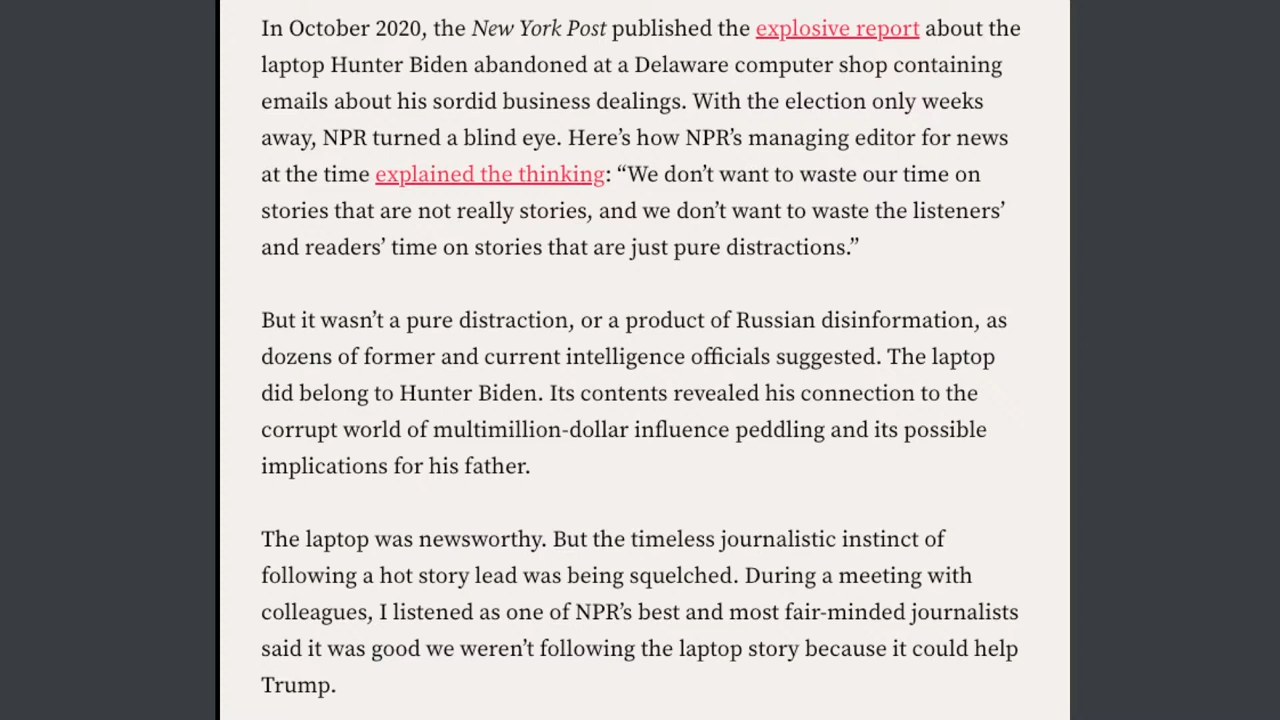 In October 2020, the New York Post published the explosive report about the
laptop Hunter Biden abandoned at a Delaware computer shop containing
emails about his sordid business dealings. With the election only weeks
away, NPR turned a blind eye. Here’s how NPR’s managing editor for news
at the time explained the thinking: “We don’t want to waste our time on
stories that are not really stories, and we don’t want to waste the listeners’
and readers’ time on stories that are just pure distractions.”
But it wasn’t a pure distraction, or a product of Russian disinformation, as
dozens of former and current intelligence officials suggested. The laptop
did belong to Hunter Biden. Its contents revealed his connection to the
corrupt world of multimillion-dollar influence peddling and its possible
implications for his father.
The laptop was newsworthy. But the timeless journalistic instinct of
following a hot story lead was being squelched. During a meeting with
colleagues, I listened as one of NPR’s best and most fair-minded journalists
said it was good we weren’t following the laptop story because it could help
Trump.